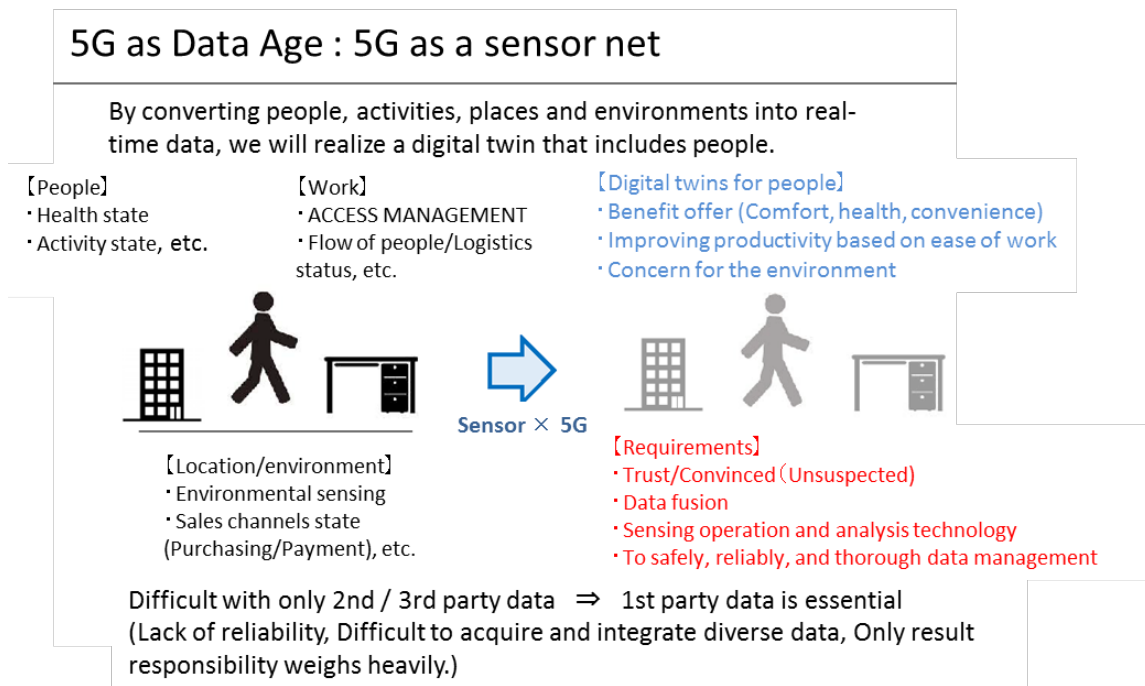 5G as Data Age : 5G as a sensor net
By converting people, activities, places and environments into real-
time data, we will realize a digital twin that includes people.
【People】
・Health state
・Activity state, etc.
【Work】
・ACCESS MANAGEMENT
・Flow of people/Logistics
status, etc.
【Digital twins for people】
・Benefit offer (Comfort, health, convenience)
・Improving productivity based on ease of work
・Concern for the environment
Sensor × 5G
【Location/environment】
・Environmental sensing
・Sales channels state
(Purchasing/Payment), etc.
【Requirements】
・Trust/Convinced（Unsuspected)
・Data fusion
・Sensing operation and analysis technology
・To safely, reliably, and thorough data management
Difficult with only 2nd / 3rd party data ⇒ 1st party data is essential
(Lack of reliability, Difficult to acquire and integrate diverse data, Only result
responsibility weighs heavily.)